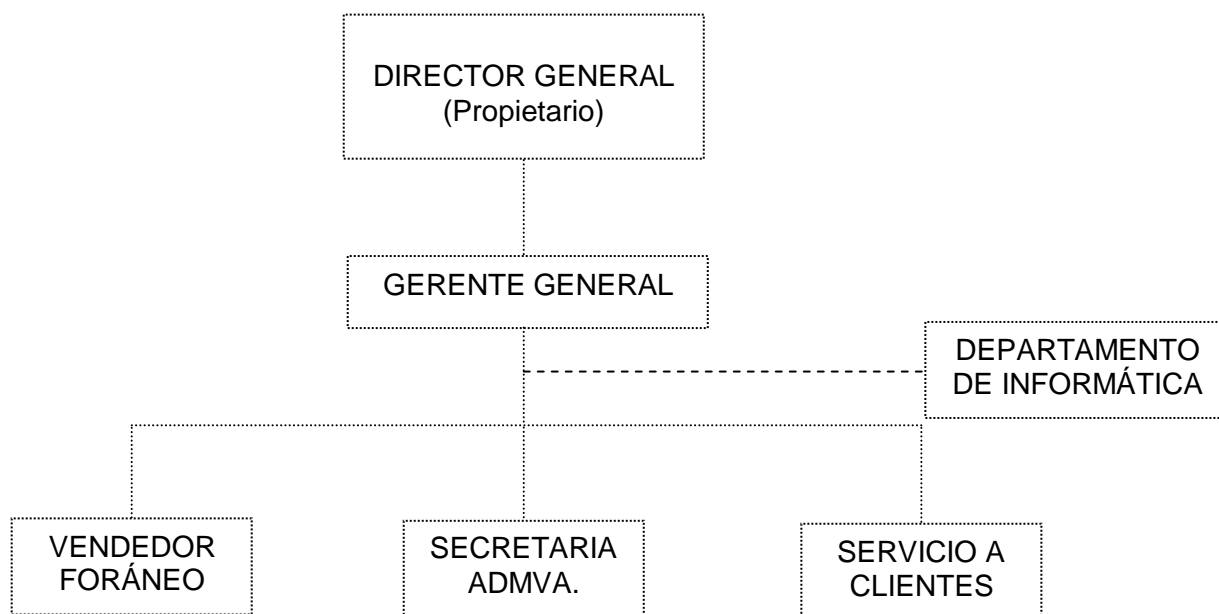 DIRECTOR GENERAL
(Propietario)
GERENTE GENERAL
DEPARTAMENTO
DE INFORMÁTICA
VENDEDOR
FORÁNEO
SECRETARIA
ADMVA.
SERVICIO A
CLIENTES